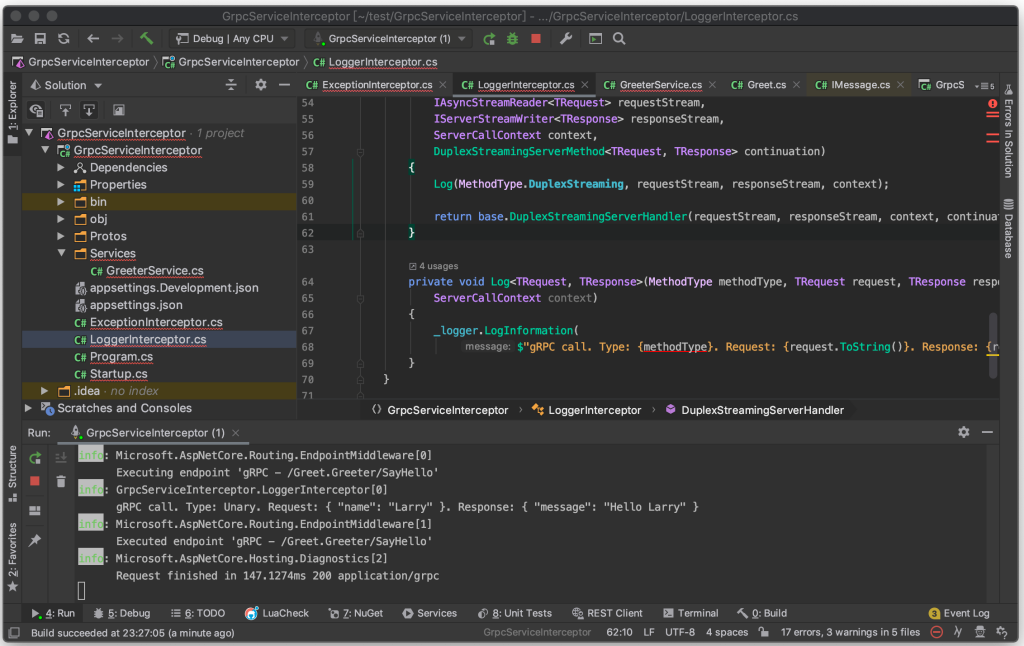 GrpcServiceInterceptor [~/test/GrpcServiceInterceptor] - .../GrpcServiceInterceptor/LoggerInterceptor.cs
Debug | Any CPU
GrpcServiceInterceptor (1)
GrpcServiceInterceptor
GrpcServiceInterceptor
C# LoggerInterceptor.cs
1: Explorer
Solution
C# ExceptionInterceptor.cs
C# LoggerInterceptor.cs
C# GreeterService.cs
C# Greet.cs
C# IMessage.cs
GrpcS
5
GrpcServiceInterceptor · 1 project
GrpcServiceInterceptor
Dependencies
Properties
bin
obj
Protos
Services
C# GreeterService.cs
appsettings.Development.json
appsettings.json
C# ExceptionInterceptor.cs
C# LoggerInterceptor.cs
C# Program.cs
C# Startup.cs
.idea · no index
Scratches and Consoles
54 IAsyncStreamReader<TRequest> requestStream,
55 IServerStreamWriter<TResponse> responseStream,
56 ServerCallContext context,
57 DuplexStreamingServerMethod<TRequest, TResponse> continuation)
58 {
59 Log(MethodType.DuplexStreaming, requestStream, responseStream, context);
60
61 return base.DuplexStreamingServerHandler(requestStream, responseStream, context, continua
62 }
63
4 usages
64 private void Log<TRequest, TResponse>(MethodType methodType, TRequest request, TResponse resp
65 ServerCallContext context)
66 {
67 _logger.LogInformation(
68 message: $"gRPC call. Type: {methodType}. Request: {request.ToString()}. Response: {r
69 }
70 }
71
Errors In Solution
Database
GrpcServiceInterceptor
LoggerInterceptor
DuplexStreamingServerHandler
Run: GrpcServiceInterceptor (1)
info: Microsoft.AspNetCore.Routing.EndpointMiddleware[0]
Executing endpoint 'gRPC - /Greet.Greeter/SayHello'
info: GrpcServiceInterceptor.LoggerInterceptor[0]
gRPC call. Type: Unary. Request: { "name": "Larry" }. Response: { "message": "Hello Larry" }
info: Microsoft.AspNetCore.Routing.EndpointMiddleware[1]
Executed endpoint 'gRPC - /Greet.Greeter/SayHello'
info: Microsoft.AspNetCore.Hosting.Diagnostics[2]
Request finished in 147.1274ms 200 application/grpc
Structure
2: Favorites
4: Run
5: Debug
6: TODO
LuaCheck
7: NuGet
Services
8: Unit Tests
REST Client
Terminal
0: Build
3 Event Log
Build succeeded at 23:27:05 (a minute ago)
GrpcServiceInterceptor
62:10
LF
UTF-8
4 spaces
17 errors, 3 warnings in 5 files